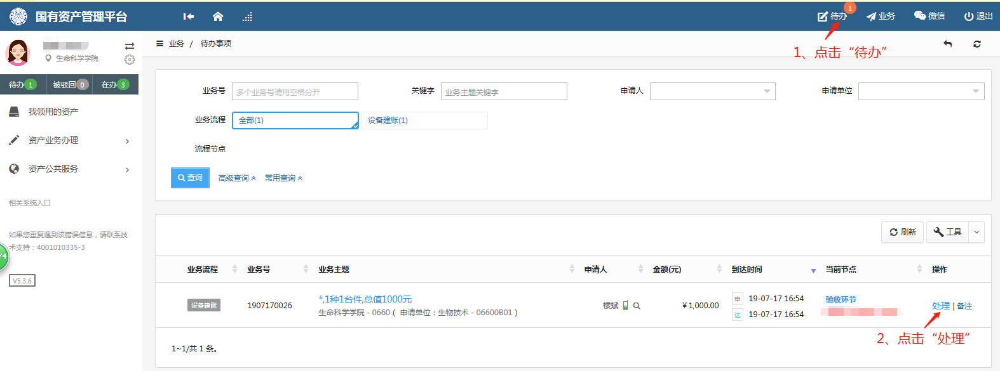 国有资产管理平台
待办 1 业务 微信 退出
1、点击“待办”
业务 / 待办事项
生命科学学院
待办 1 被驳回 0 在办 3
我领用的资产
资产业务办理
资产公共服务
相关系统入口
如果您重复遇到该错误信息，请联系技
术支持：4001010335-3
74
V5.3.6
业务号 多个业务号请用空格分开 关键字 业务主题关键字 申请人 申请单位
业务流程 全部(1) 设备建账(1)
流程节点
查询 高级查询 常用查询
刷新 工具
业务流程 业务号 业务主题 申请人 金额(元) 到达时间 当前节点 操作
设备建账 1907170026 *,1种1台件,总值1000元 楼斌 ￥1,000.00 申 19-07-17 16:54 验收环节 处理 | 备注
生命科学学院 - 0660 ( 申请单位：生物技术 - 06600B01 ) 达 19-07-17 16:54
2、点击“处理”
1~1/共 1 条。